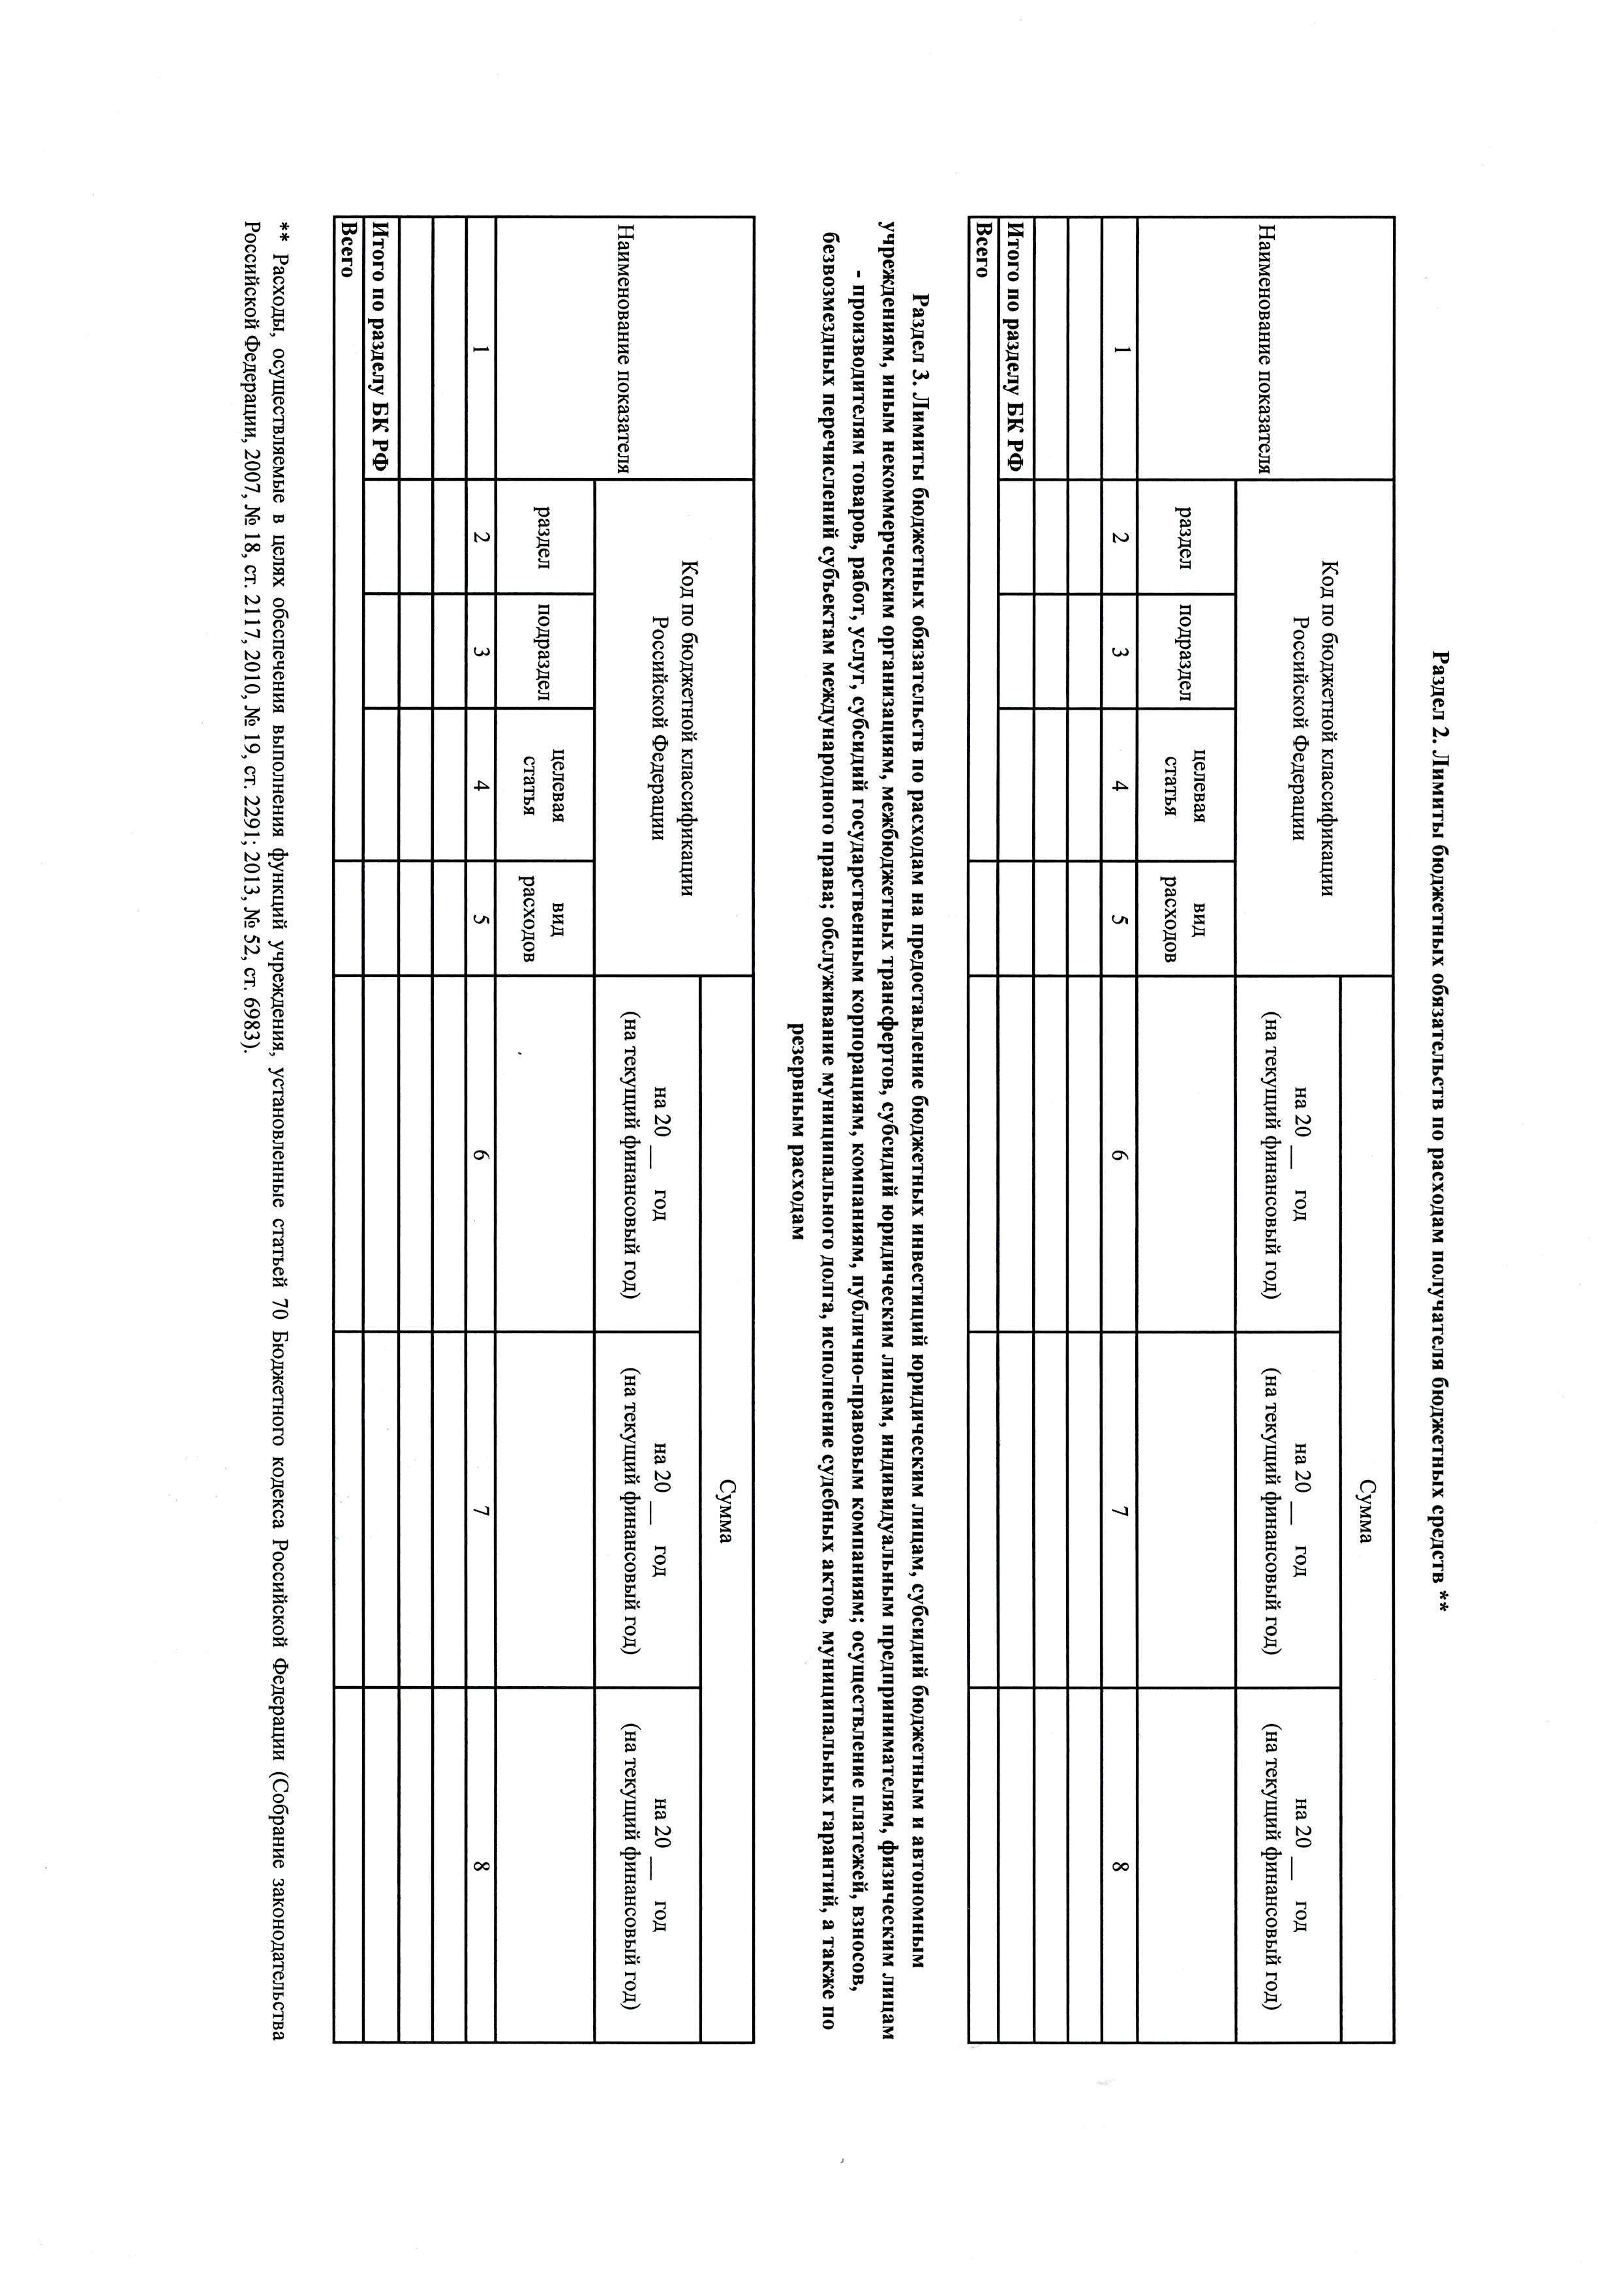 Раздел 2. Лимиты бюджетных обязательств по расходам получателя бюджетных средств **
Наименование показателя
Код по бюджетной классификации
Российской Федерации
Сумма
раздел
подраздел
целевая
статья
вид
расходов
на 20 __ год
(на текущий финансовый год)
на 20 __ год
(на текущий финансовый год)
на 20 __ год
(на текущий финансовый год)
1 2 3 4 5 6 7 8
Итого по разделу БК РФ
Всего
Раздел 3. Лимиты бюджетных обязательств по расходам на предоставление бюджетных инвестиций юридическим лицам, субсидий бюджетным и автономным
учреждениям, иным некоммерческим организациям, межбюджетных трансфертов, субсидий юридическим лицам, индивидуальным предпринимателям, физическим лицам
- производителям товаров, работ, услуг, субсидий государственным корпорациям, компаниям, публично-правовым компаниям; осуществление платежей, взносов,
безвозмездных перечислений субъектам международного права; обслуживание муниципального долга, исполнение судебных актов, муниципальных гарантий, а также по
резервным расходам
Наименование показателя
Код по бюджетной классификации
Российской Федерации
Сумма
раздел
подраздел
целевая
статья
вид
расходов
на 20 __ год
(на текущий финансовый год)
на 20 __ год
(на текущий финансовый год)
на 20 __ год
(на текущий финансовый год)
1 2 3 4 5 6 7 8
Итого по разделу БК РФ
Всего
** Расходы, осуществляемые в целях обеспечения выполнения функций учреждения, установленные статьей 70 Бюджетного кодекса Российской Федерации (Собрание законодательства
Российской Федерации, 2007, № 18, ст. 2117, 2010, № 19, ст. 2291; 2013, № 52, ст. 6983).